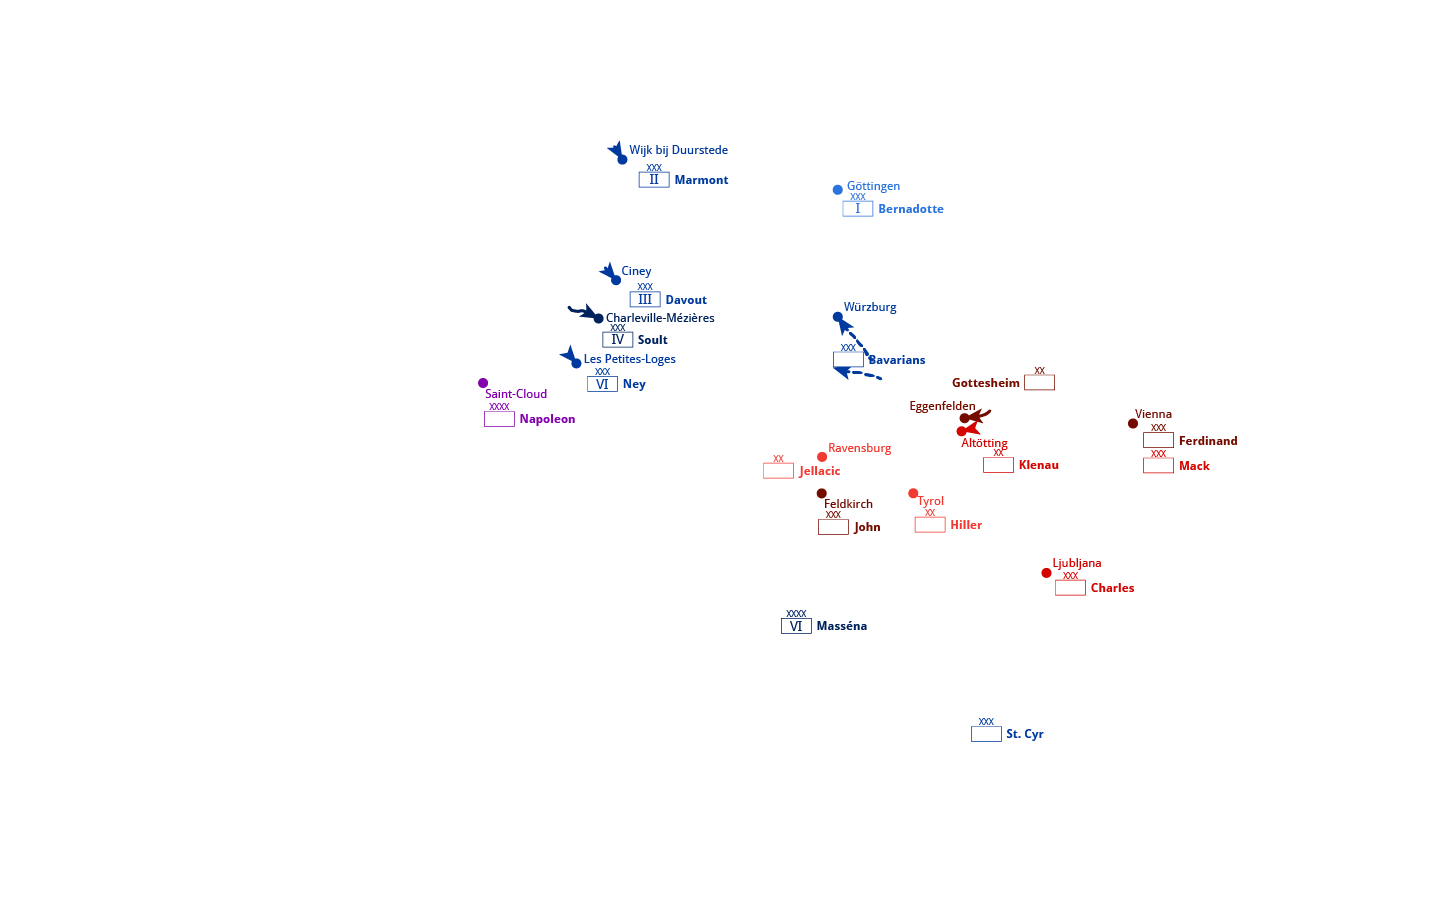 Wijk bij Duurstede
XXX
II Marmont
Göttingen
XXX
I Bernadotte
Ciney
XXX
III Davout
Charleville-Mézières
XXX
IV Soult
Les Petites-Loges
XXX
VI Ney
Saint-Cloud
XXXX
Napoleon
Würzburg
XXX
Bavarians
XX
Gottesheim
Eggenfelden
Altötting
XX
Klenau
Vienna
XXX
Ferdinand
XXX
Mack
Ravensburg
XX
Jellacic
Feldkirch
XXX
John
Tyrol
XX
Hiller
Ljubljana
XXX
Charles
XXXX
VI Masséna
XXX
St. Cyr